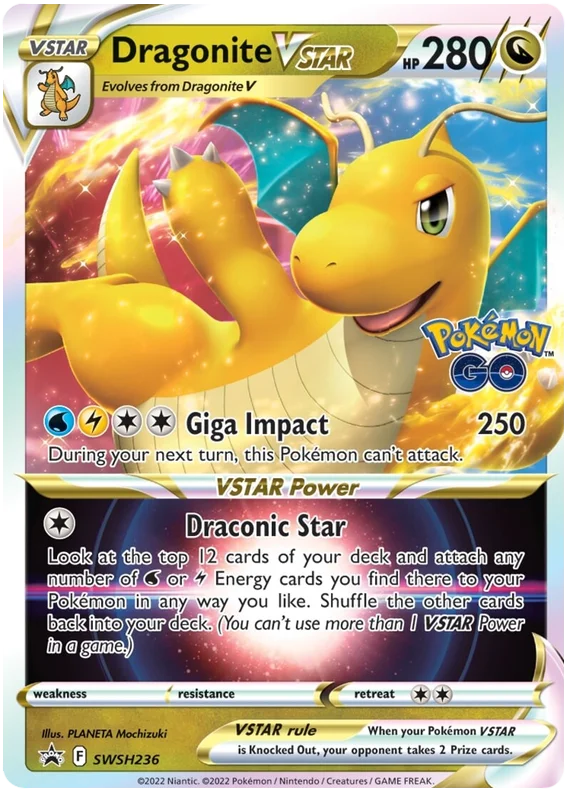 VSTAR Dragonite VSTAR HP 280
Evolves from Dragonite V
Pokémon
GO
TM
Giga Impact 250
During your next turn, this Pokémon can't attack.
VSTAR Power
Draconic Star
Look at the top 12 cards of your deck and attach any
number of or Energy cards you find there to your
Pokémon in any way you like. Shuffle the other cards
back into your deck. (You can't use more than 1 VSTAR Power
in a game.)
weakness resistance retreat
Illus. PLANETA Mochizuki
VSTAR rule When your Pokémon VSTAR
is Knocked Out, your opponent takes 2 Prize cards.
PROMO F SWSH236
©2022 Niantic. ©2022 Pokémon / Nintendo / Creatures / GAME FREAK.